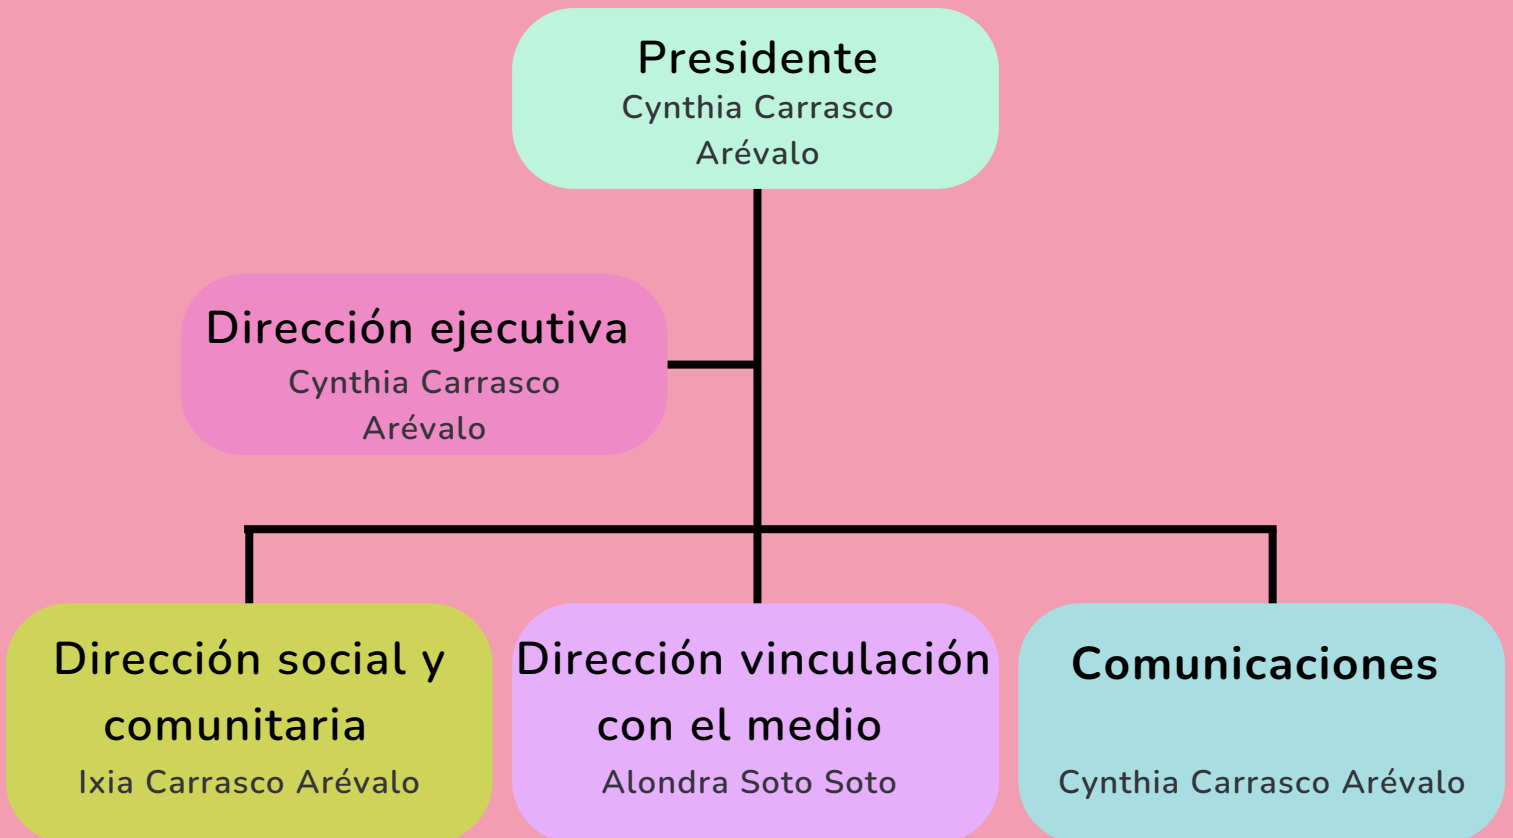 Presidente
Cynthia Carrasco
Arévalo
Dirección ejecutiva
Cynthia Carrasco
Arévalo
Dirección social y
comunitaria
Ixia Carrasco Arévalo
Dirección vinculación
con el medio
Alondra Soto Soto
Comunicaciones
Cynthia Carrasco Arévalo